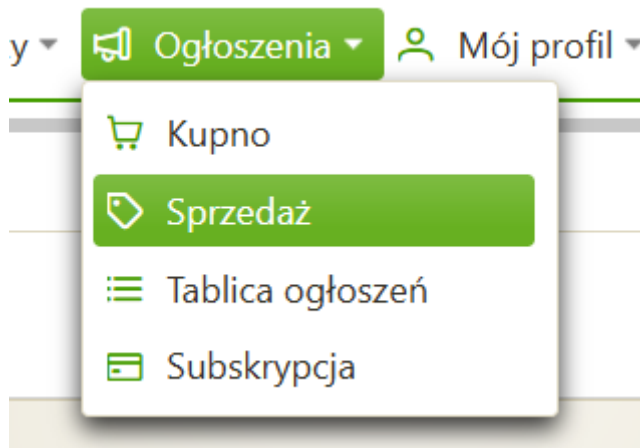 y Ogłoszenia Mój profil
Kupno
Sprzedaż
Tablica ogłoszeń
Subskrypcja